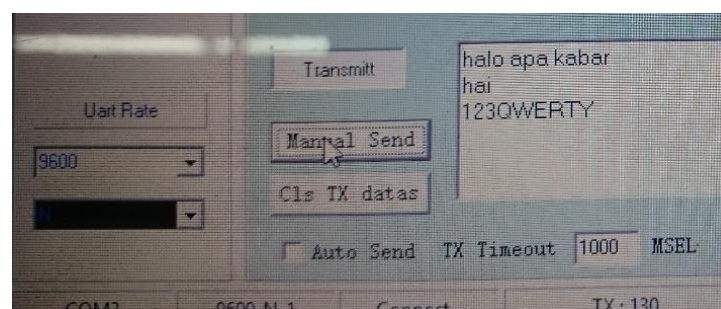 Transmitt
halo apa kabar
hai
123QWERTY
Uart Rate
9600
N
Manual Send
Cls TX datas
Auto Send TX Timeout 1000 MSEL
COM3 9600 N 1 Connect TX : 130